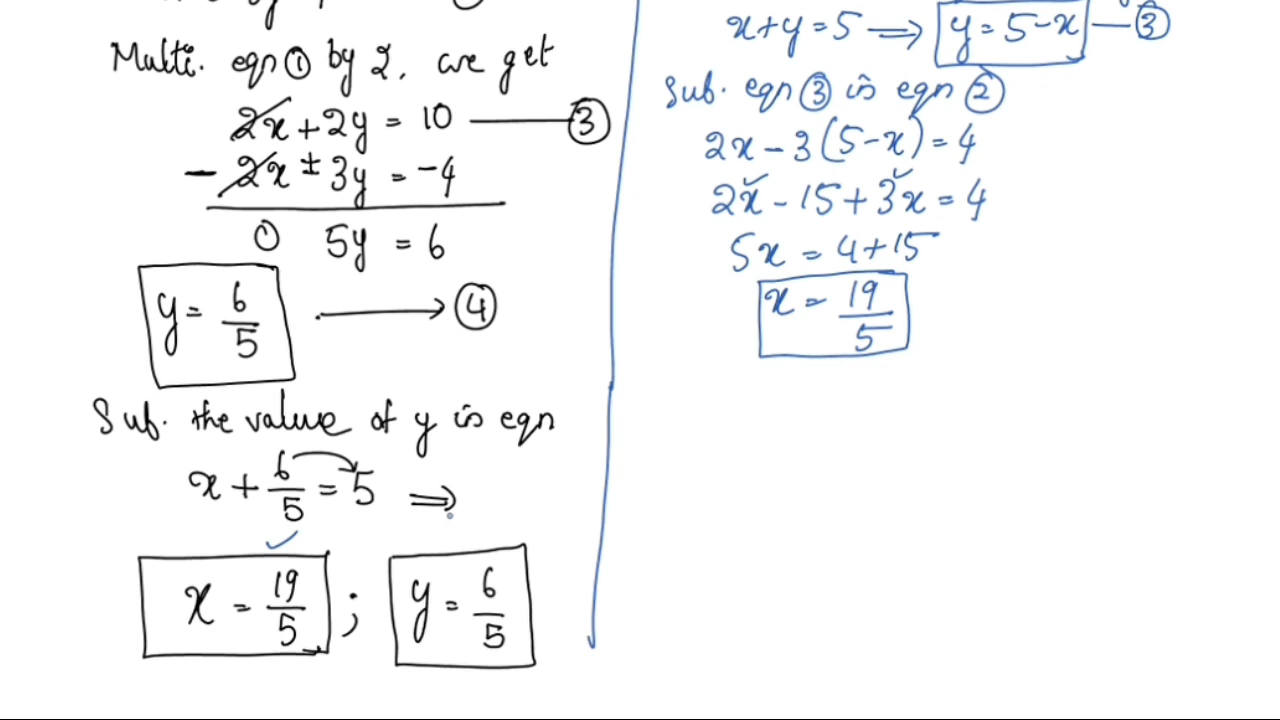 Multi. eqn ① by 2, we get
2x + 2y = 10 —— ③
- 2x ± 3y = -4
0 5y = 6
y = 6/5 ⟶ ④
Sub. the value of y in eqn
x + 6/5 = 5 ⟹
x = 19/5 ; y = 6/5
x + y = 5 ⟹ y = 5 - x — ③
Sub. eqn ③ in eqn ②
2x - 3(5-x) = 4
2x - 15 + 3x = 4
5x = 4 + 15
x = 19/5